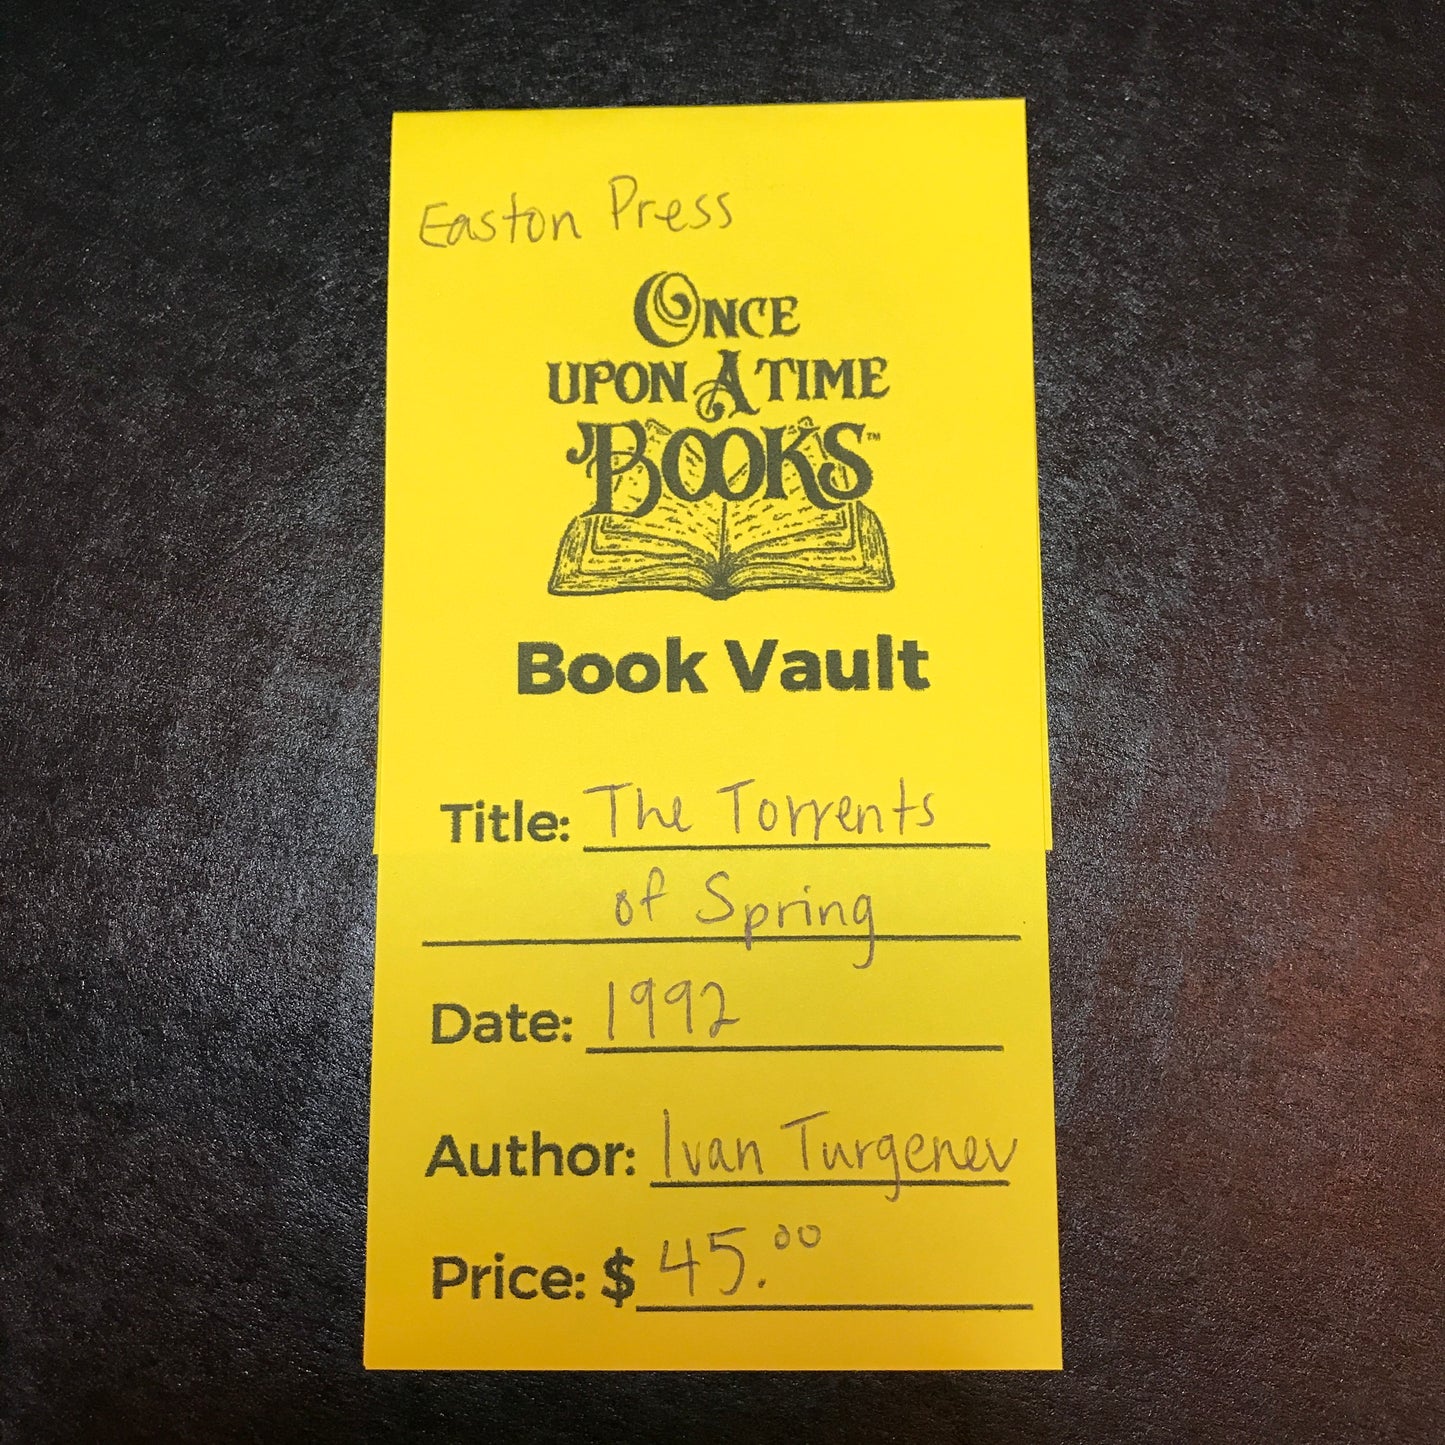 Easton Press
ONCE
UPON A TIME
BOOKS™
Book Vault
Title: The Torrents
of Spring
Date: 1992
Author: Ivan Turgenev
Price: $ 45.00